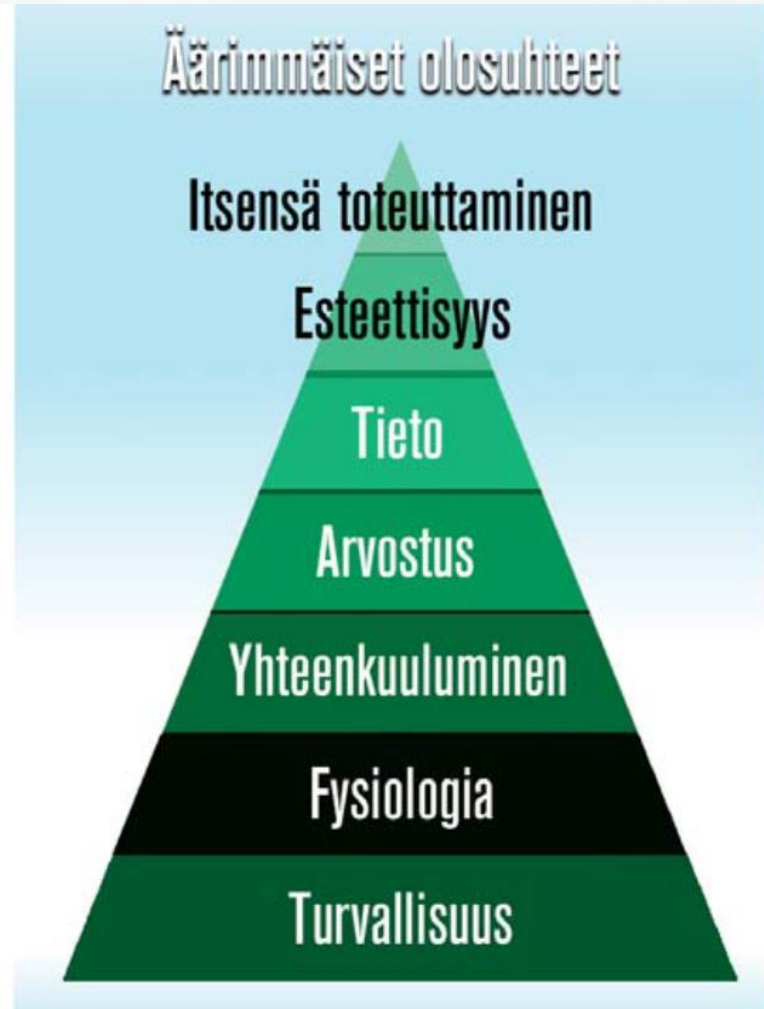 Äärimmäiset olosuhteet
Itsensä toteuttaminen
Esteettisyys
Tieto
Arvostus
Yhteenkuuluminen
Fysiologia
Turvallisuus